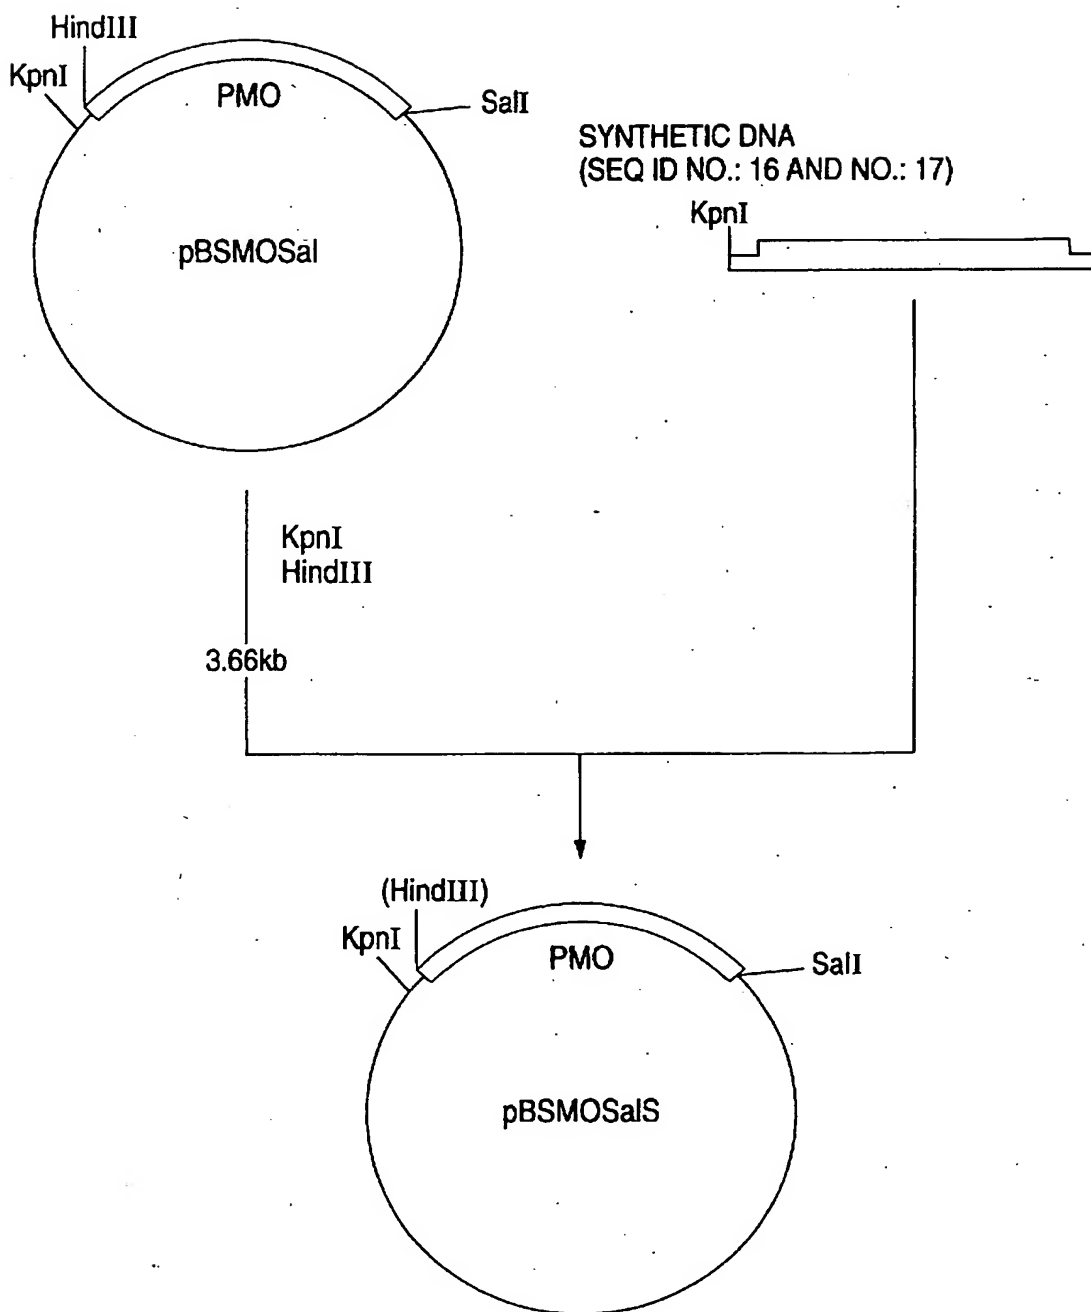 HindIII
KpnI
PMO
SalI
pBSMOSal
SYNTHETIC DNA
(SEQ ID NO.: 16 AND NO.: 17)
KpnI
KpnI
HindIII
3.66kb
(HindIII)
KpnI
PMO
SalI
pBSMOSalS